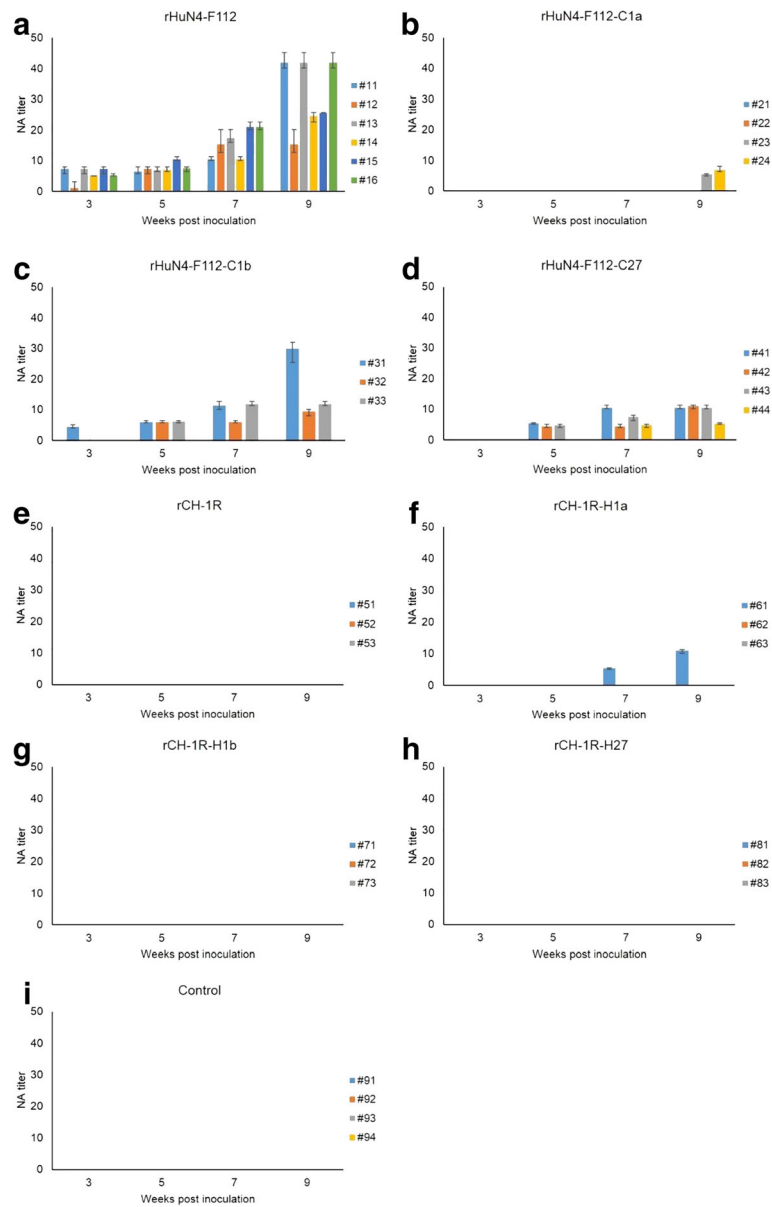 a
rHuN4-F112
50
40
30
20
10
0
NA titer
3 5 7 9
Weeks post inoculation
#11
#12
#13
#14
#15
#16
b
rHuN4-F112-C1a
50
40
30
20
10
0
NA titer
3 5 7 9
Weeks post inoculation
#21
#22
#23
#24
c
rHuN4-F112-C1b
50
40
30
20
10
0
NA titer
3 5 7 9
Weeks post inoculation
#31
#32
#33
d
rHuN4-F112-C27
50
40
30
20
10
0
NA titer
3 5 7 9
Weeks post inoculation
#41
#42
#43
#44
e
rCH-1R
50
40
30
20
10
0
NA titer
3 5 7 9
Weeks post inoculation
#51
#52
#53
f
rCH-1R-H1a
50
40
30
20
10
0
NA titer
3 5 7 9
Weeks post inoculation
#61
#62
#63
g
rCH-1R-H1b
50
40
30
20
10
0
NA titer
3 5 7 9
Weeks post inoculation
#71
#72
#73
h
rCH-1R-H27
50
40
30
20
10
0
NA titer
3 5 7 9
Weeks post inoculation
#81
#82
#83
i
Control
50
40
30
20
10
0
NA titer
3 5 7 9
Weeks post inoculation
#91
#92
#93
#94